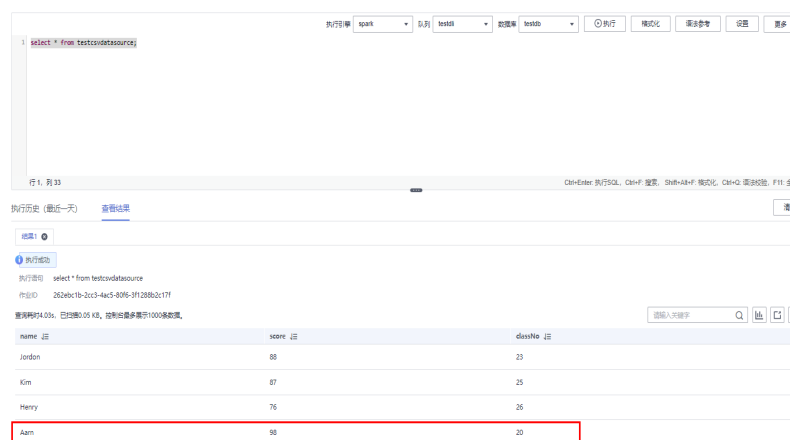 执行引擎 spark 队列 testdli 数据库 testdb 执行 格式化 语法参考 设置 更多
1 select * from testcsvdatasource;
行 1, 列 33 Ctrl+Enter: 执行SQL, Ctrl+F: 搜索, Shift+Alt+F: 格式化, Ctrl+Q: 语法校验, F11: 全
执行历史 (最近一天) 查看结果 清
结果1
执行成功
执行语句 select * from testcsvdatasource
作业ID 262ebc1b-2cc3-4ac5-80f6-3f1288b2c17f
查询耗时4.03s, 已扫描0.05 KB。控制台最多展示1000条数据。 请输入关键字
name score classNo
Jordon 88 23
Kim 87 25
Henry 76 26
Aarn 98 20